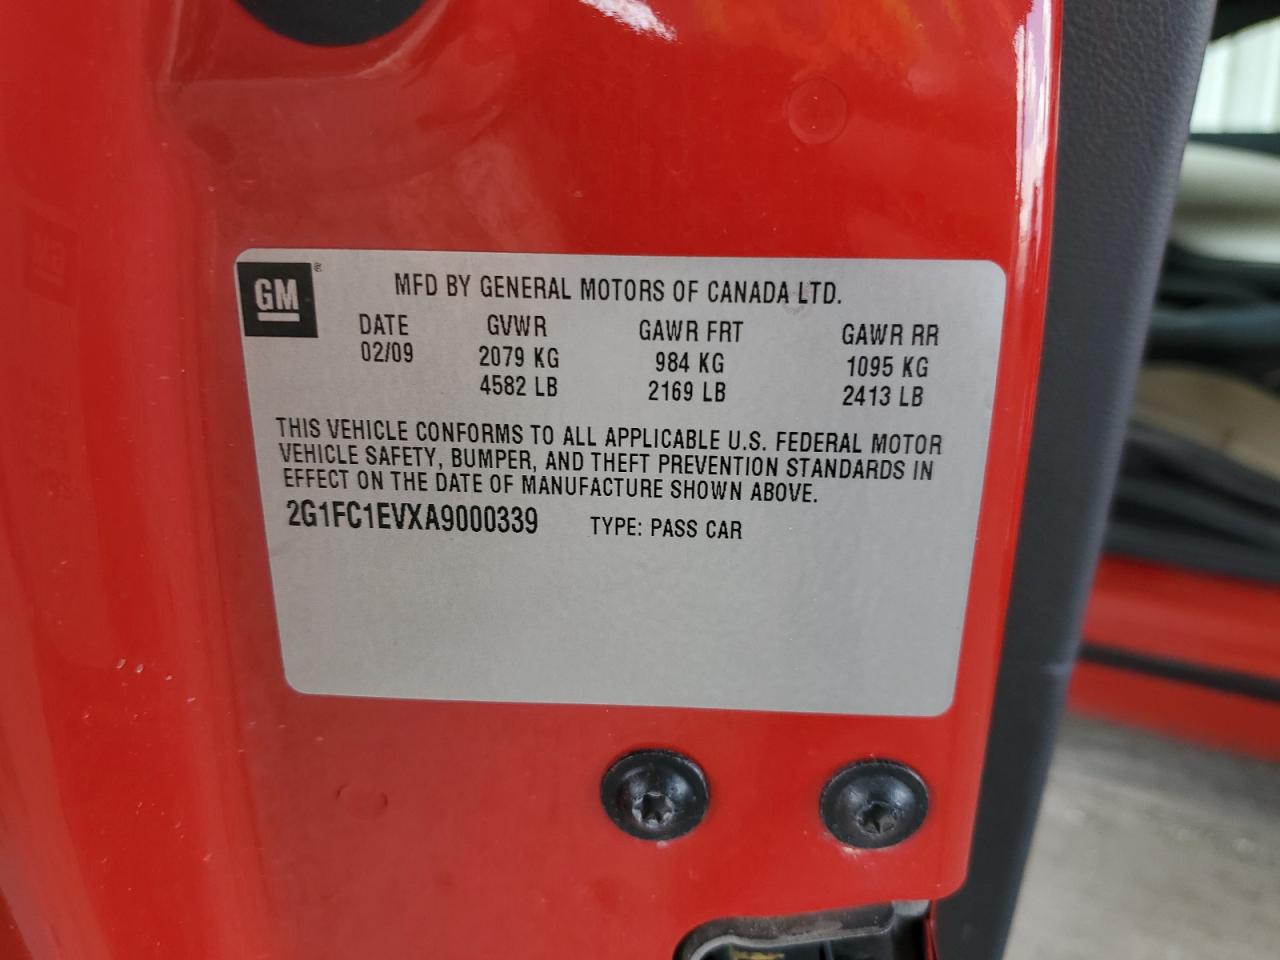 GM ®
MFD BY GENERAL MOTORS OF CANADA LTD.
DATE GVWR GAWR FRT GAWR RR
02/09 2079 KG 984 KG 1095 KG
4582 LB 2169 LB 2413 LB
THIS VEHICLE CONFORMS TO ALL APPLICABLE U.S. FEDERAL MOTOR
VEHICLE SAFETY, BUMPER, AND THEFT PREVENTION STANDARDS IN
EFFECT ON THE DATE OF MANUFACTURE SHOWN ABOVE.
2G1FC1EVXA9000339 TYPE: PASS CAR